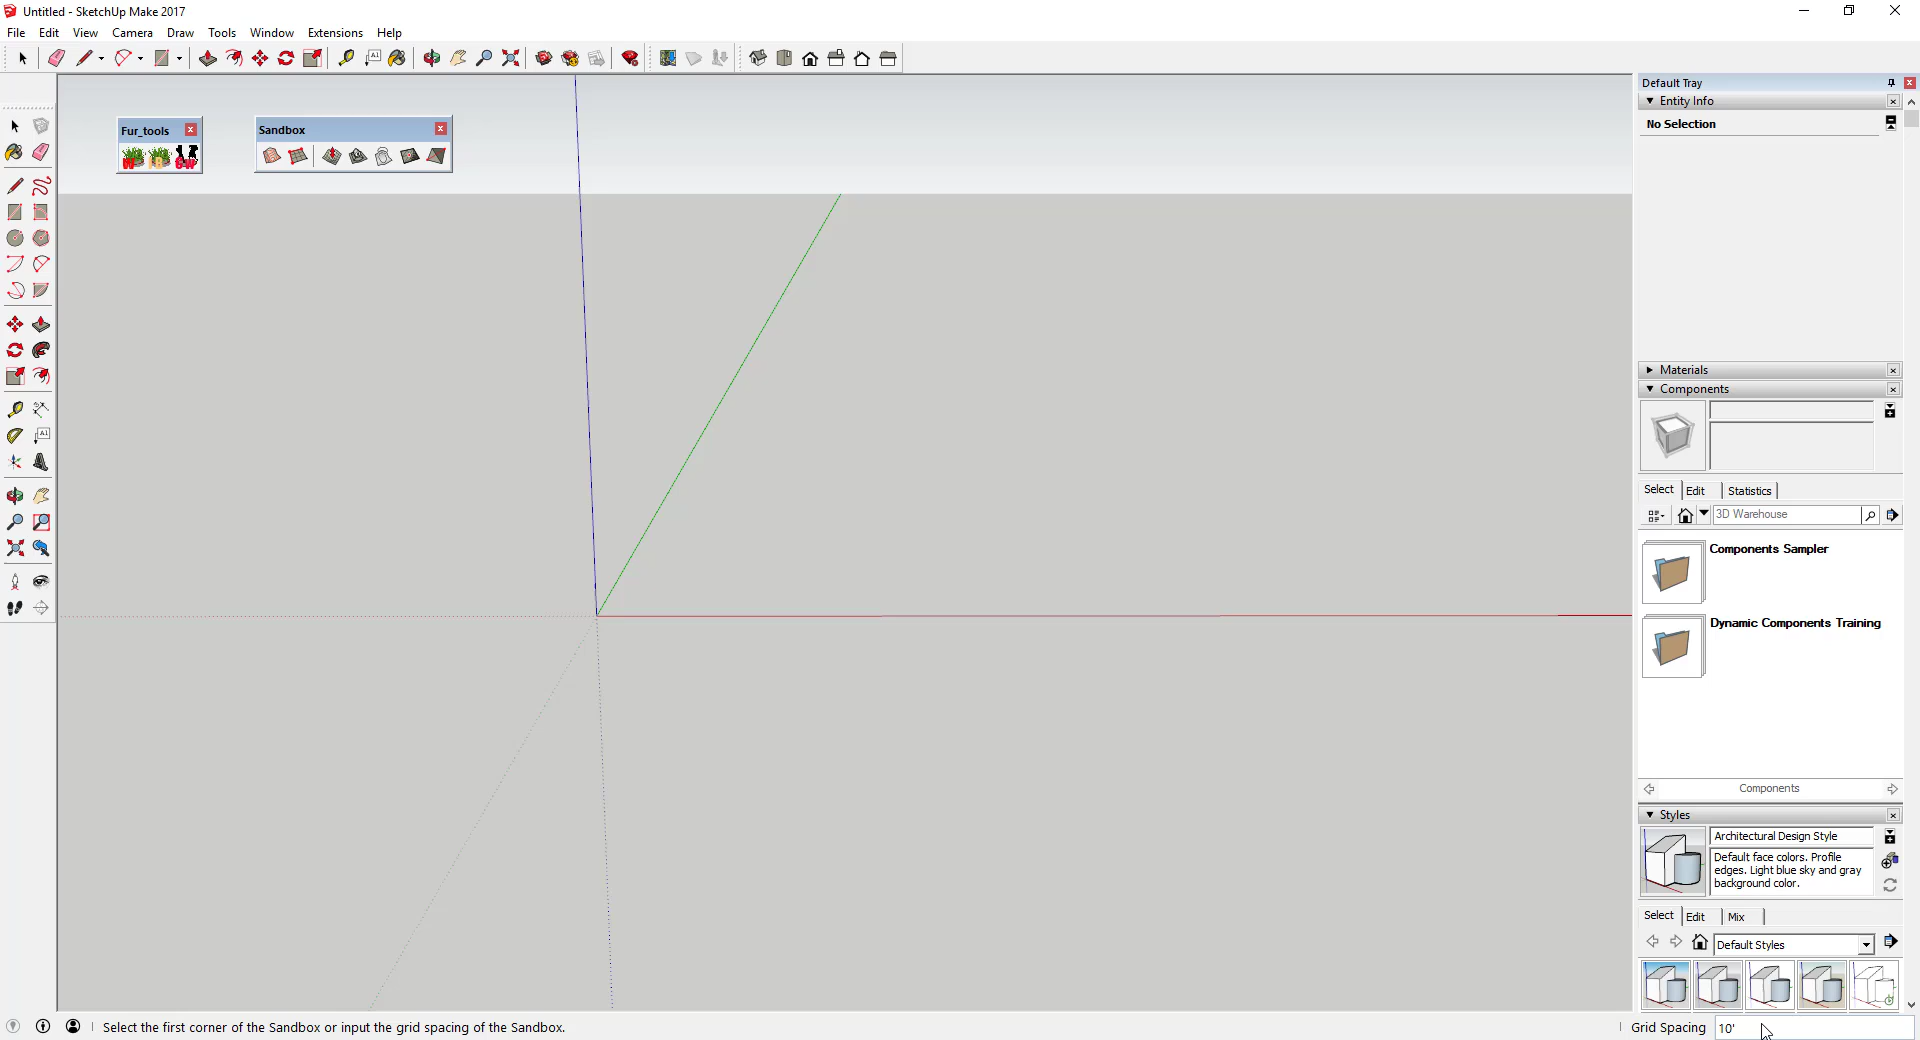 Untitled - SketchUp Make 2017
File Edit View Camera Draw Tools Window Extensions Help
A1
Default Tray
Entity Info
No Selection
Fur_tools
Sandbox
A1
Materials
Components
Select Edit Statistics
3D Warehouse
Components Sampler
Dynamic Components Training
Components
Styles
Architectural Design Style
Default face colors. Profile
edges. Light blue sky and gray
background color.
Select Edit Mix
Default Styles
Select the first corner of the Sandbox or input the grid spacing of the Sandbox.
Grid Spacing 10'